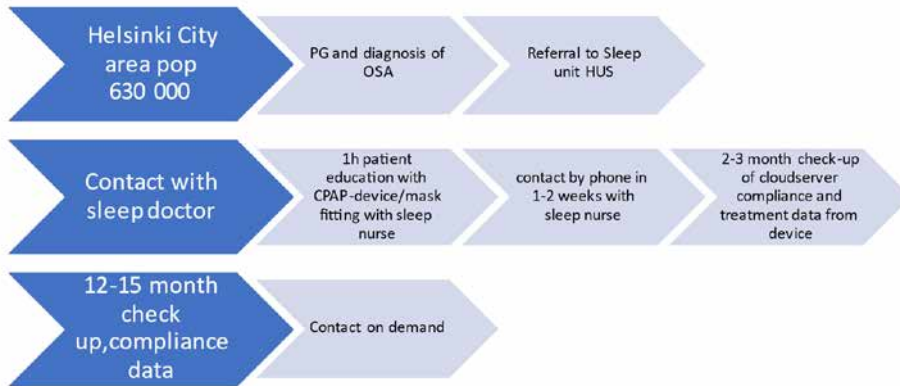 Helsinki City
area pop
630 000
PG and diagnosis of
OSA
Referral to Sleep
unit HUS
Contact with
sleep doctor
1h patient
education with
CPAP-device/mask
fitting with sleep
nurse
contact by phone in
1-2 weeks with
sleep nurse
2-3 month check-up
of cloudserver
compliance and
treatment data from
device
12-15 month
check
up,compliance
data
Contact on demand